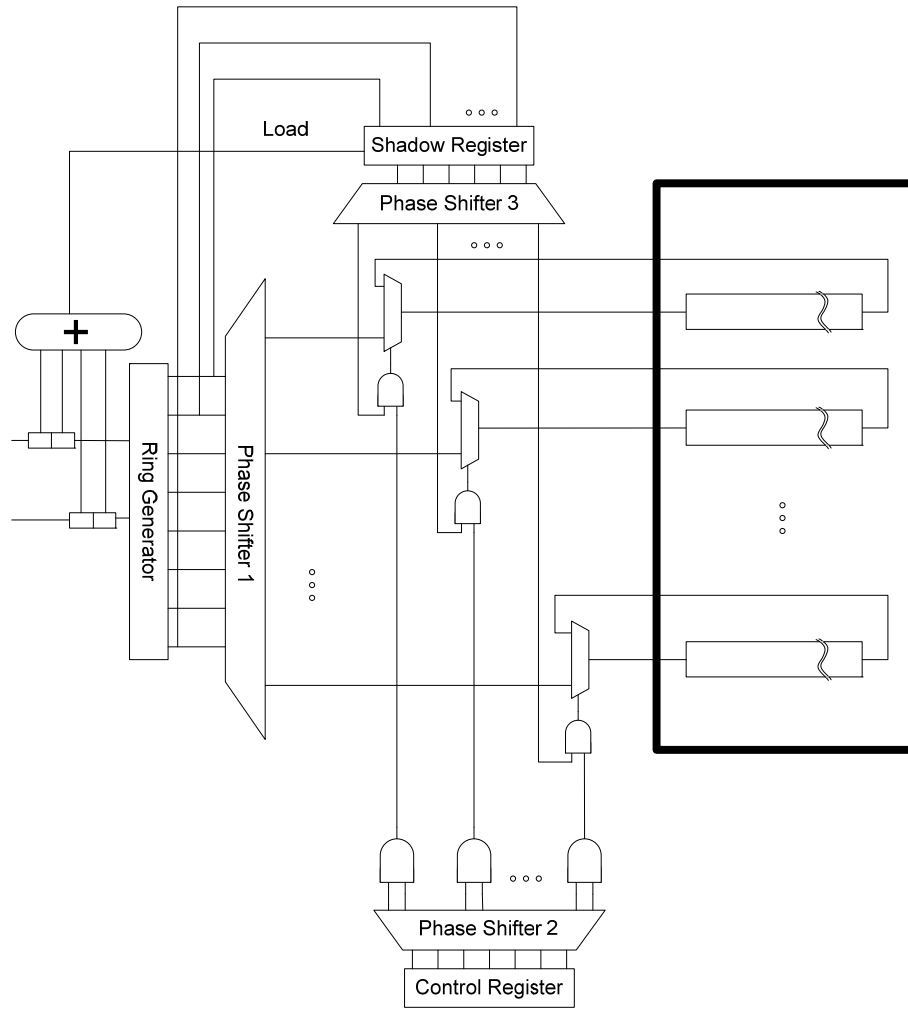 Load
Shadow Register
Phase Shifter 3
+
Ring Generator
Phase Shifter 1
Phase Shifter 2
Control Register